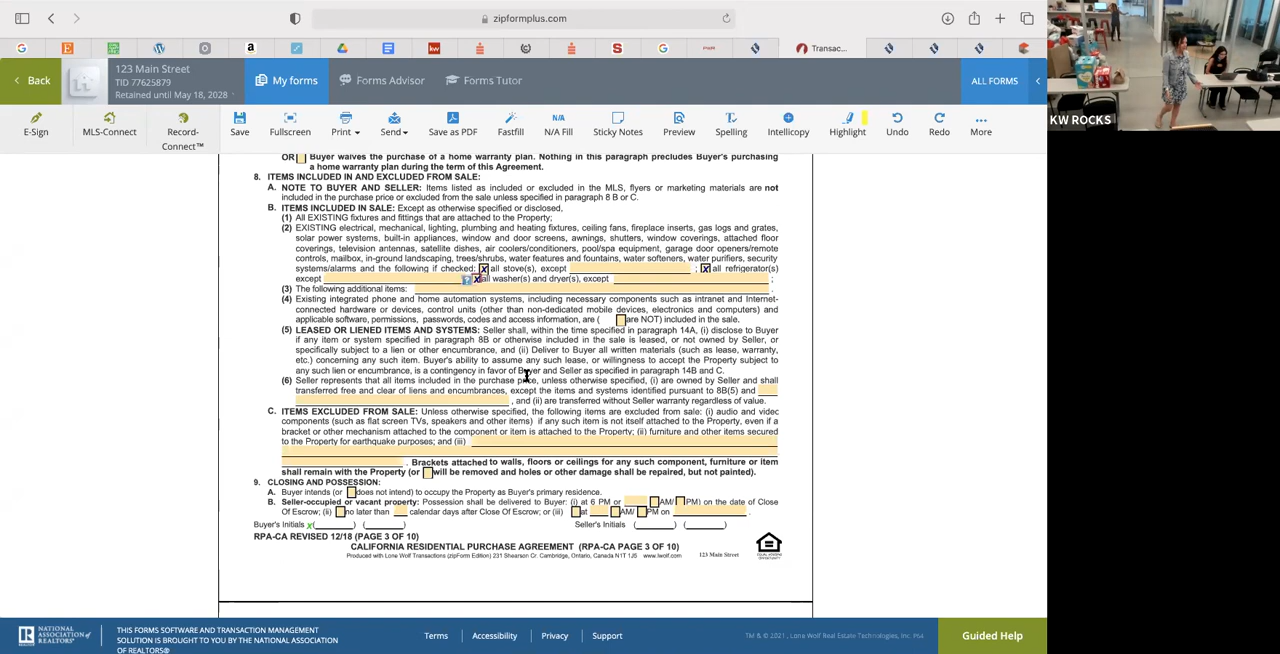 zipformplus.com
Transac...
Back
123 Main Street
TID 77625879
Retained until May 18, 2028
My forms
Forms Advisor
Forms Tutor
ALL FORMS
E-Sign
MLS-Connect
Record-Connect™
Save
Fullscreen
Print
Send
Save as PDF
Fastfill
N/A
N/A Fill
Sticky Notes
Preview
Spelling
Intellicopy
Highlight
Undo
Redo
More
KW ROCKS
OR Buyer waives the purchase of a home warranty plan. Nothing in this paragraph precludes Buyer's purchasing
a home warranty plan during the term of this Agreement.
8. ITEMS INCLUDED IN AND EXCLUDED FROM SALE:
A. NOTE TO BUYER AND SELLER: Items listed as included or excluded in the MLS, flyers or marketing materials are not
included in the purchase price or excluded from the sale unless specified in paragraph 8 B or C.
B. ITEMS INCLUDED IN SALE: Except as otherwise specified or disclosed,
(1) All EXISTING fixtures and fittings that are attached to the Property;
(2) EXISTING electrical, mechanical, lighting, plumbing and heating fixtures, ceiling fans, fireplace inserts, gas logs and grates,
solar power systems, built-in appliances, window and door screens, awnings, shutters, window coverings, attached floor
coverings, television antennas, satellite dishes, air coolers/conditioners, pool/spa equipment, garage door openers/remote
controls, mailbox, in-ground landscaping, trees/shrubs, water features and fountains, water softeners, water purifiers, security
systems/alarms and the following if checked: X all stove(s), except ; X all refrigerator(s)
except ; X all washer(s) and dryer(s), except ;
(3) The following additional items: .
(4) Existing integrated phone and home automation systems, including necessary components such as intranet and Internet-
connected hardware or devices, control units (other than non-dedicated mobile devices, electronics and computers) and
applicable software, permissions, passwords, codes and access information, are ( are NOT) included in the sale.
(5) LEASED OR LIENED ITEMS AND SYSTEMS: Seller shall, within the time specified in paragraph 14A, (i) disclose to Buyer
if any item or system specified in paragraph 8B or otherwise included in the sale is leased, or not owned by Seller, or
specifically subject to a lien or other encumbrance, and (ii) Deliver to Buyer all written materials (such as lease, warranty,
etc.) concerning any such item. Buyer's ability to assume any such lease, or willingness to accept the Property subject to
any such lien or encumbrance, is a contingency in favor of Buyer and Seller as specified in paragraph 14B and C.
(6) Seller represents that all items included in the purchase price, unless otherwise specified, (i) are owned by Seller and shall
transferred free and clear of liens and encumbrances, except the items and systems identified pursuant to 8B(5) and
, and (ii) are transferred without Seller warranty regardless of value.
C. ITEMS EXCLUDED FROM SALE: Unless otherwise specified, the following items are excluded from sale: (i) audio and video
components (such as flat screen TVs, speakers and other items) if any such item is not itself attached to the Property, even if a
bracket or other mechanism attached to the component or item is attached to the Property; (ii) furniture and other items secured
to the Property for earthquake purposes; and (iii)
. Brackets attached to walls, floors or ceilings for any such component, furniture or item
shall remain with the Property (or will be removed and holes or other damage shall be repaired, but not painted).
9. CLOSING AND POSSESSION:
A. Buyer intends (or does not intend) to occupy the Property as Buyer's primary residence.
B. Seller-occupied or vacant property: Possession shall be delivered to Buyer: (i) at 6 PM or AM/ PM) on the date of Close
Of Escrow; (ii) no later than calendar days after Close Of Escrow; or (iii) at AM/ PM on .
Buyer's Initials x( ) ( ) Seller's Initials ( ) ( )
RPA-CA REVISED 12/18 (PAGE 3 OF 10)
CALIFORNIA RESIDENTIAL PURCHASE AGREEMENT (RPA-CA PAGE 3 OF 10)
Produced with Lone Wolf Transactions (zipForm Edition) 231 Shearson Cr. Cambridge, Ontario, Canada N1T 1J5 www.lwolf.com 123 Main Street
NATIONAL ASSOCIATION of REALTORS®
THIS FORMS SOFTWARE AND TRANSACTION MANAGEMENT
SOLUTION IS BROUGHT TO YOU BY THE NATIONAL ASSOCIATION
OF REALTORS®
Terms
Accessibility
Privacy
Support
TM & © 2021, Lone Wolf Real Estate Technologies, Inc. PS4
Guided Help